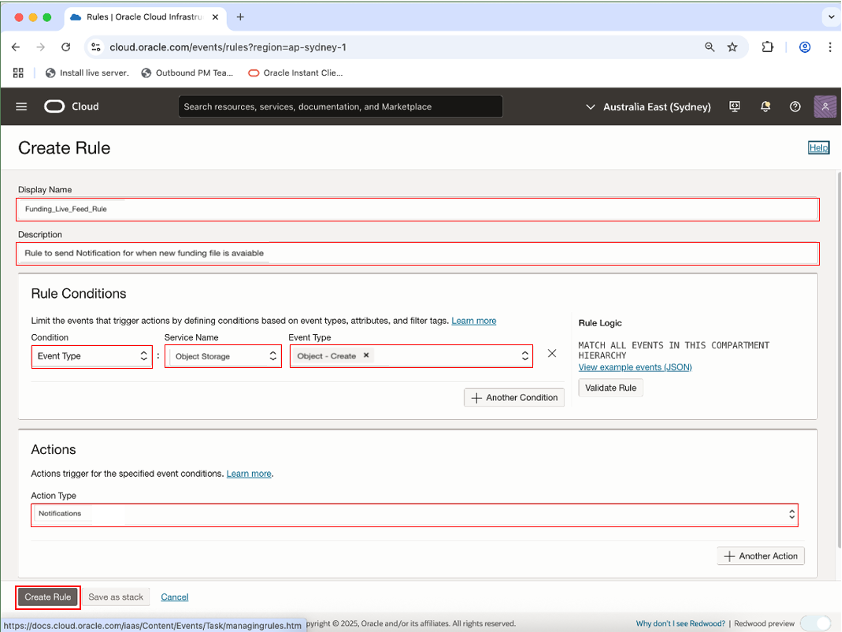 Rules | Oracle Cloud Infrastru
cloud.oracle.com/events/rules?region=ap-sydney-1
Install live server.
Outbound PM Tea...
Oracle Instant Clie...
Cloud
Search resources, services, documentation, and Marketplace
Australia East (Sydney)
Create Rule
Help
Display Name
Funding_Live_Feed_Rule
Description
Rule to send Notification for when new funding file is avaiable
Rule Conditions
Limit the events that trigger actions by defining conditions based on event types, attributes, and filter tags. Learn more
Condition
Service Name
Event Type
Event Type
:
Object Storage
Object - Create
Another Condition
Rule Logic
MATCH ALL EVENTS IN THIS COMPARTMENT
HIERARCHY
View example events (JSON)
Validate Rule
Actions
Actions trigger for the specified event conditions. Learn more.
Action Type
Notifications
Another Action
Create Rule
Save as stack
Cancel
https://docs.cloud.oracle.com/iaas/Content/Events/Task/managingrules.htm
pyright © 2025, Oracle and/or its affiliates. All rights reserved.
Why don't I see Redwood?
Redwood preview